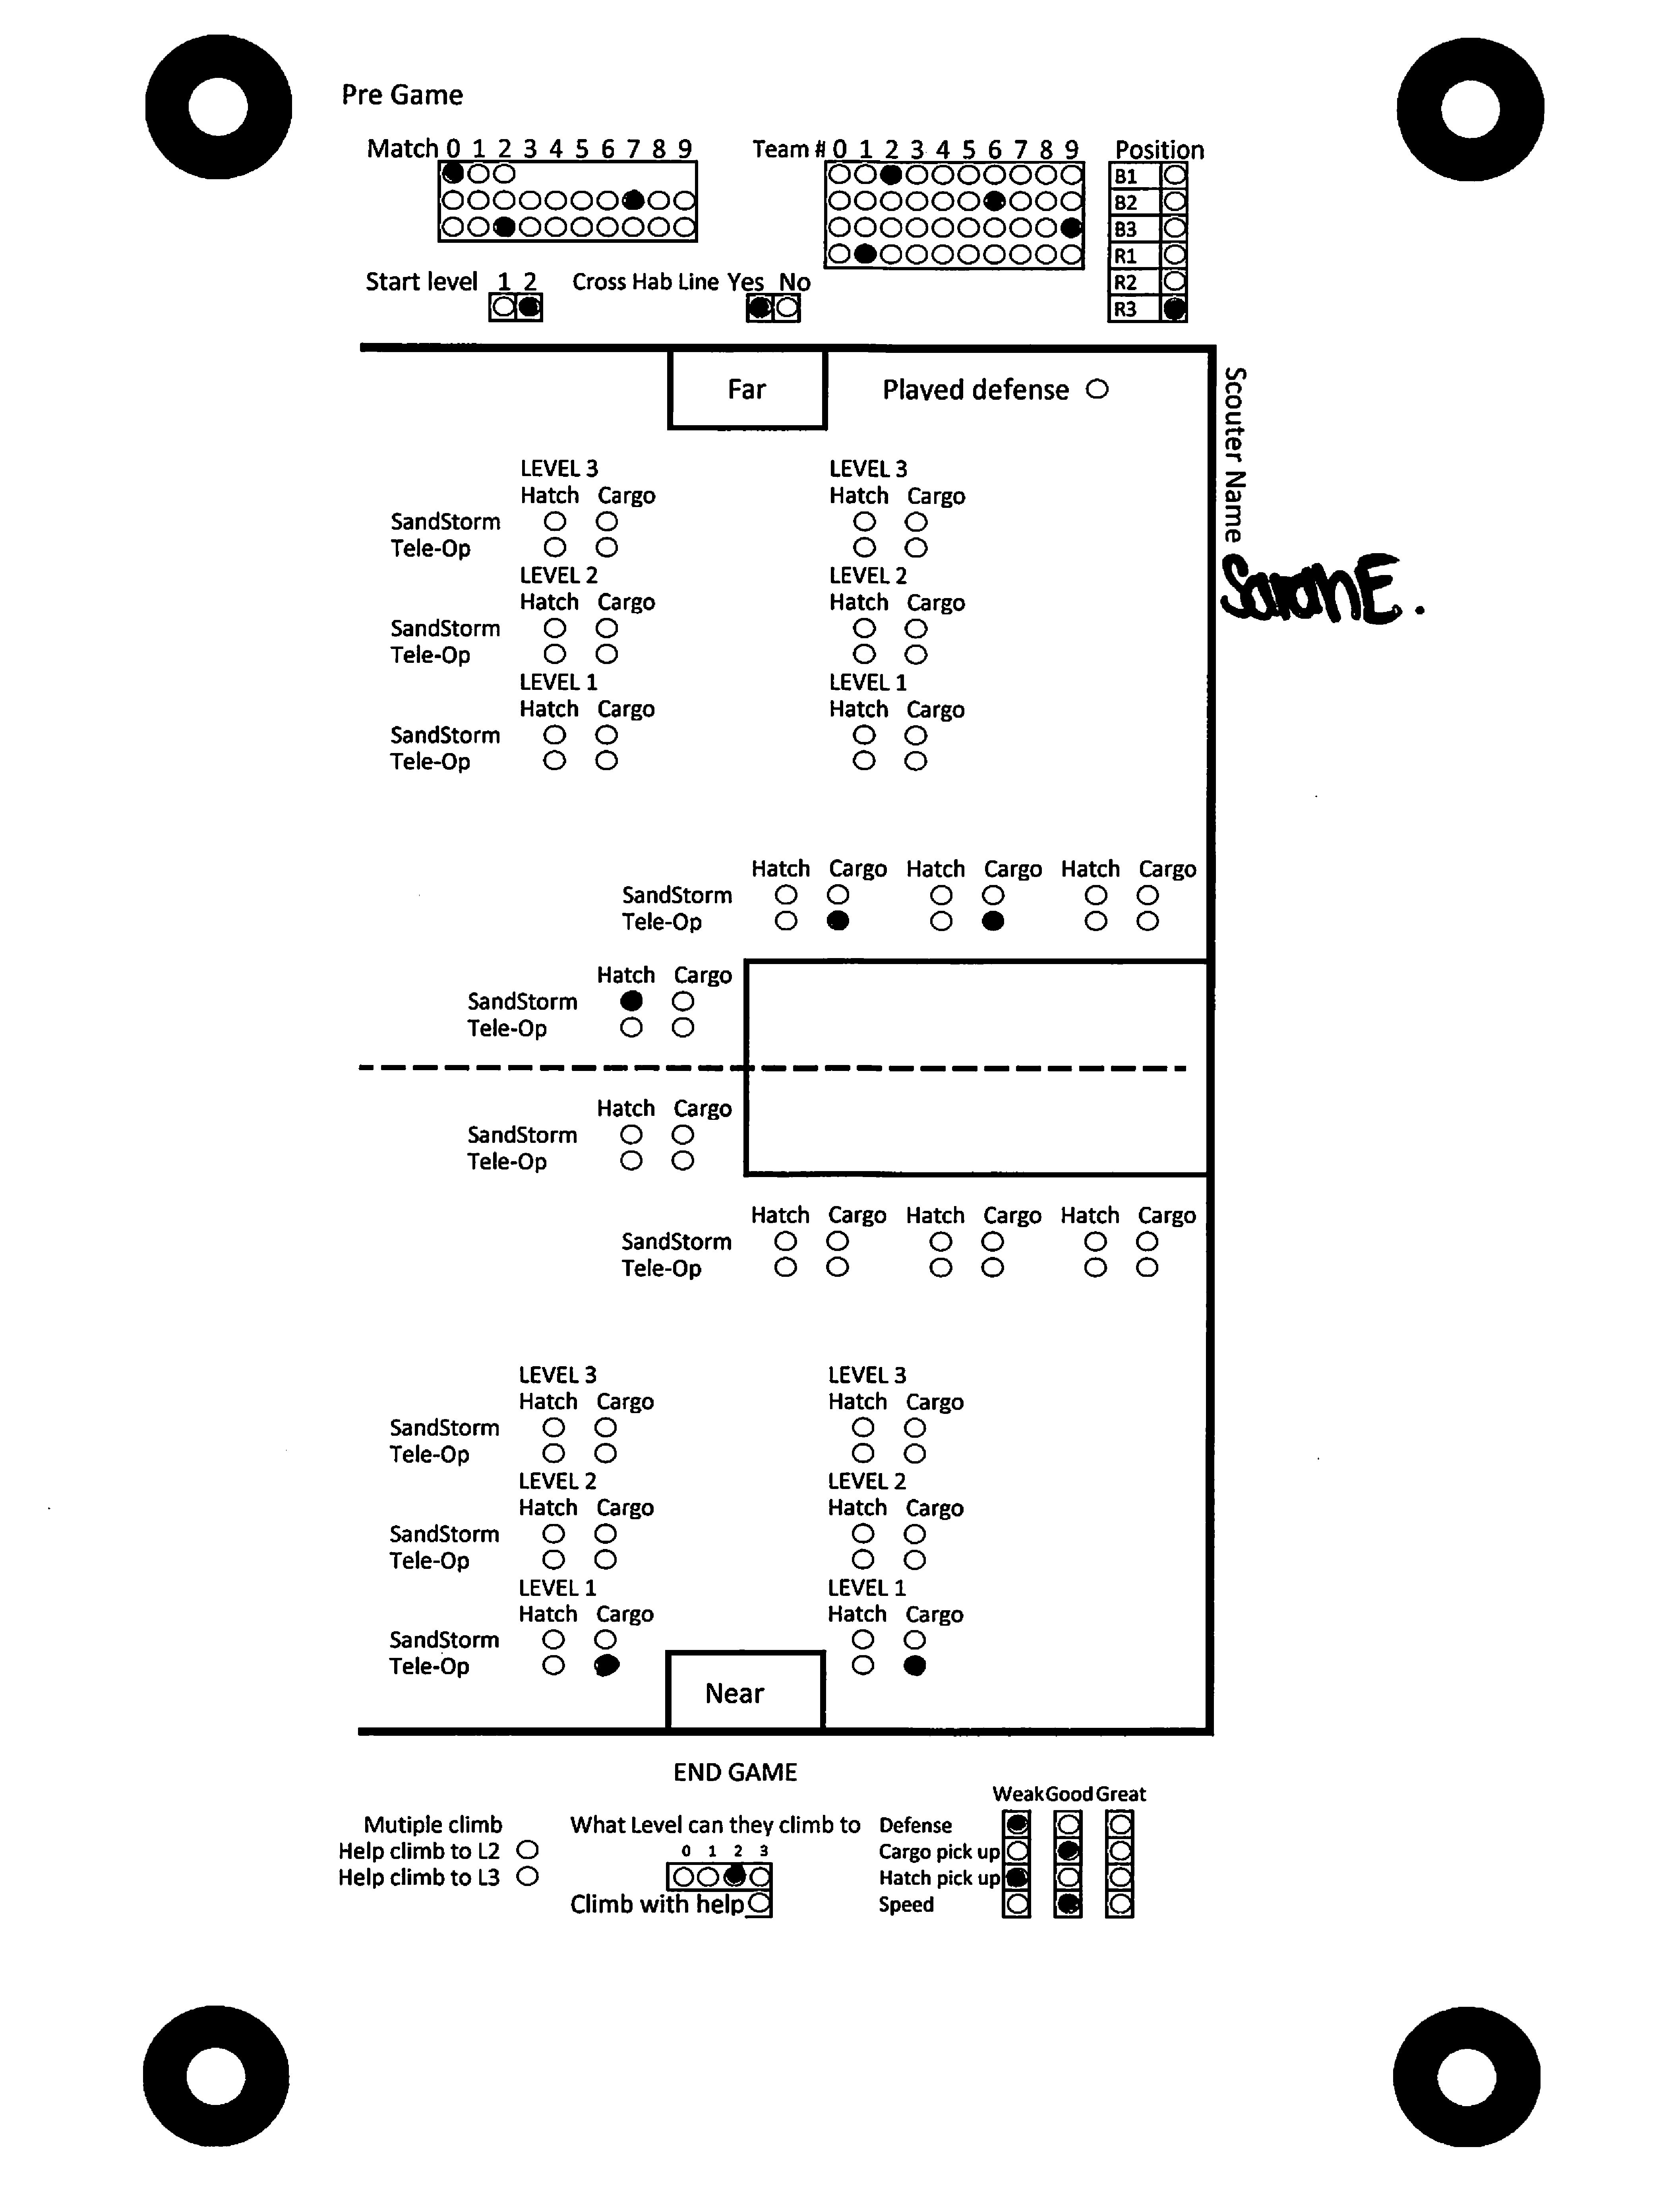 Pre Game
Match 0 1 2 3 4 5 6 7 8 9
Team # 0 1 2 3 4 5 6 7 8 9
Position
B1
B2
B3
R1
R2
R3
Start level 1 2
Cross Hab Line Yes No
Far
Played defense
Scouter Name
SarahE.
LEVEL 3 LEVEL 3
Hatch Cargo Hatch Cargo
SandStorm
Tele-Op
LEVEL 2 LEVEL 2
Hatch Cargo Hatch Cargo
SandStorm
Tele-Op
LEVEL 1 LEVEL 1
Hatch Cargo Hatch Cargo
SandStorm
Tele-Op
Hatch Cargo Hatch Cargo Hatch Cargo
SandStorm
Tele-Op
Hatch Cargo
SandStorm
Tele-Op
Hatch Cargo
SandStorm
Tele-Op
Hatch Cargo Hatch Cargo Hatch Cargo
SandStorm
Tele-Op
LEVEL 3 LEVEL 3
Hatch Cargo Hatch Cargo
SandStorm
Tele-Op
LEVEL 2 LEVEL 2
Hatch Cargo Hatch Cargo
SandStorm
Tele-Op
LEVEL 1 LEVEL 1
Hatch Cargo Hatch Cargo
SandStorm
Tele-Op
Near
END GAME
Mutiple climb
Help climb to L2
Help climb to L3
What Level can they climb to
0 1 2 3
Climb with help
Weak Good Great
Defense
Cargo pick up
Hatch pick up
Speed